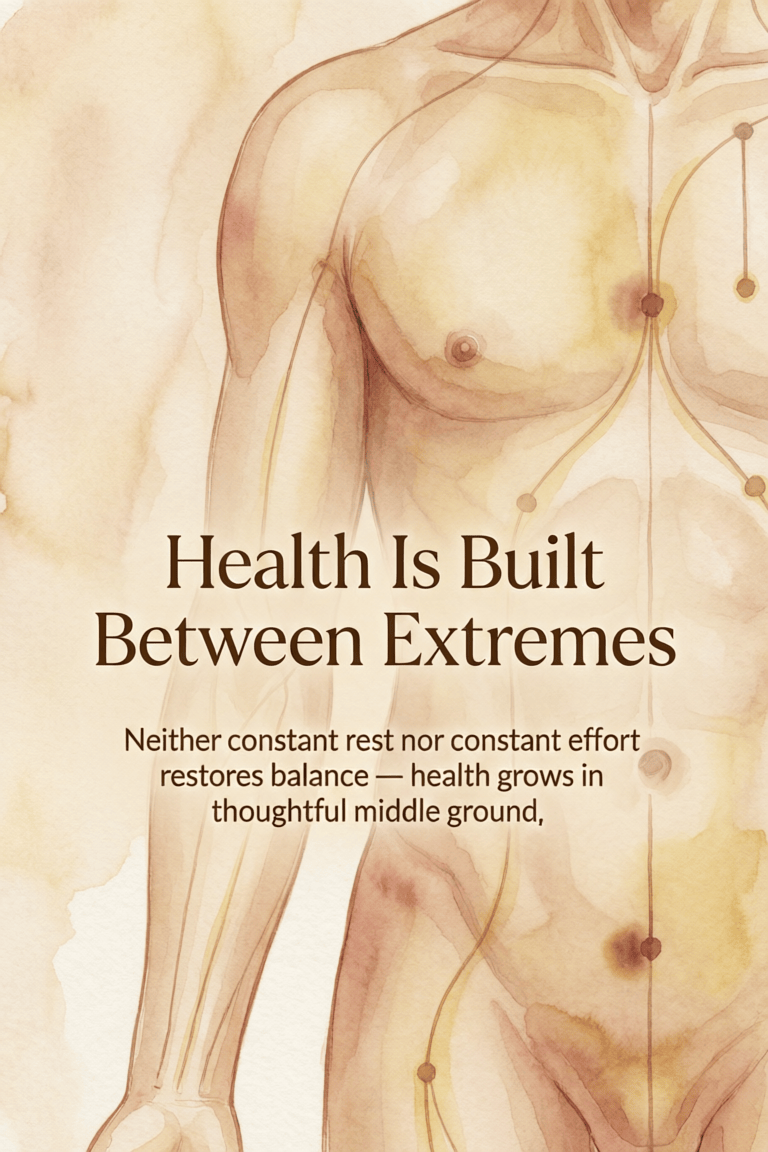 Health Is Built
Between Extremes
Neither constant rest nor constant effort
restores balance — health grows in
thoughtful middle ground,